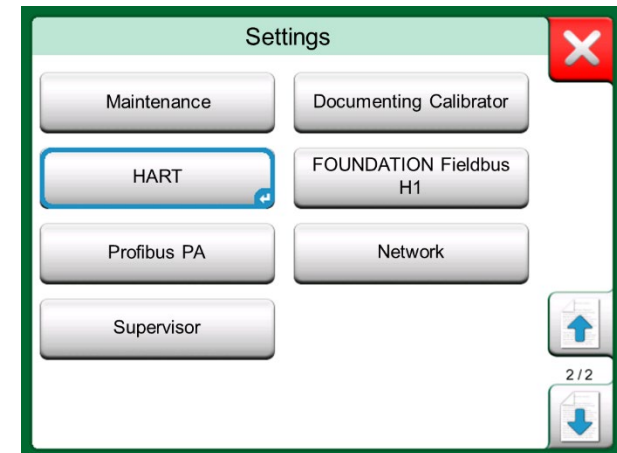 Settings
Maintenance
Documenting Calibrator
HART
FOUNDATION Fieldbus
H1
Profibus PA
Network
Supervisor
2/2